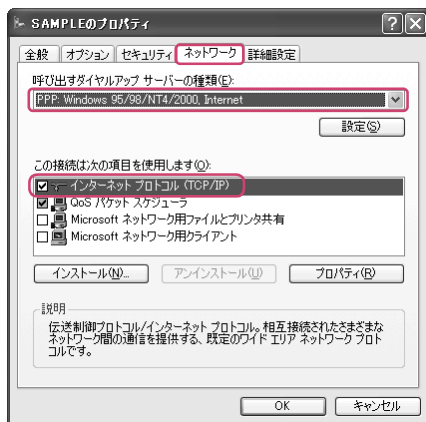 SAMPLEのプロパティ
全般 オプション セキュリティ ネットワーク 詳細設定
呼び出すダイヤルアップ サーバーの種類(E):
PPP: Windows 95/98/NT4/2000, Internet
設定(S)
この接続は次の項目を使用します(O):
インターネット プロトコル (TCP/IP)
QoS パケット スケジューラ
Microsoft ネットワーク用ファイルとプリンタ共有
Microsoft ネットワーク用クライアント
インストール(N)... アンインストール(U) プロパティ(R)
説明
伝送制御プロトコル/インターネット プロトコル。相互接続されたさまざまな
ネットワーク間の通信を提供する、既定のワイド エリア ネットワーク プロト
コルです。
OK キャンセル